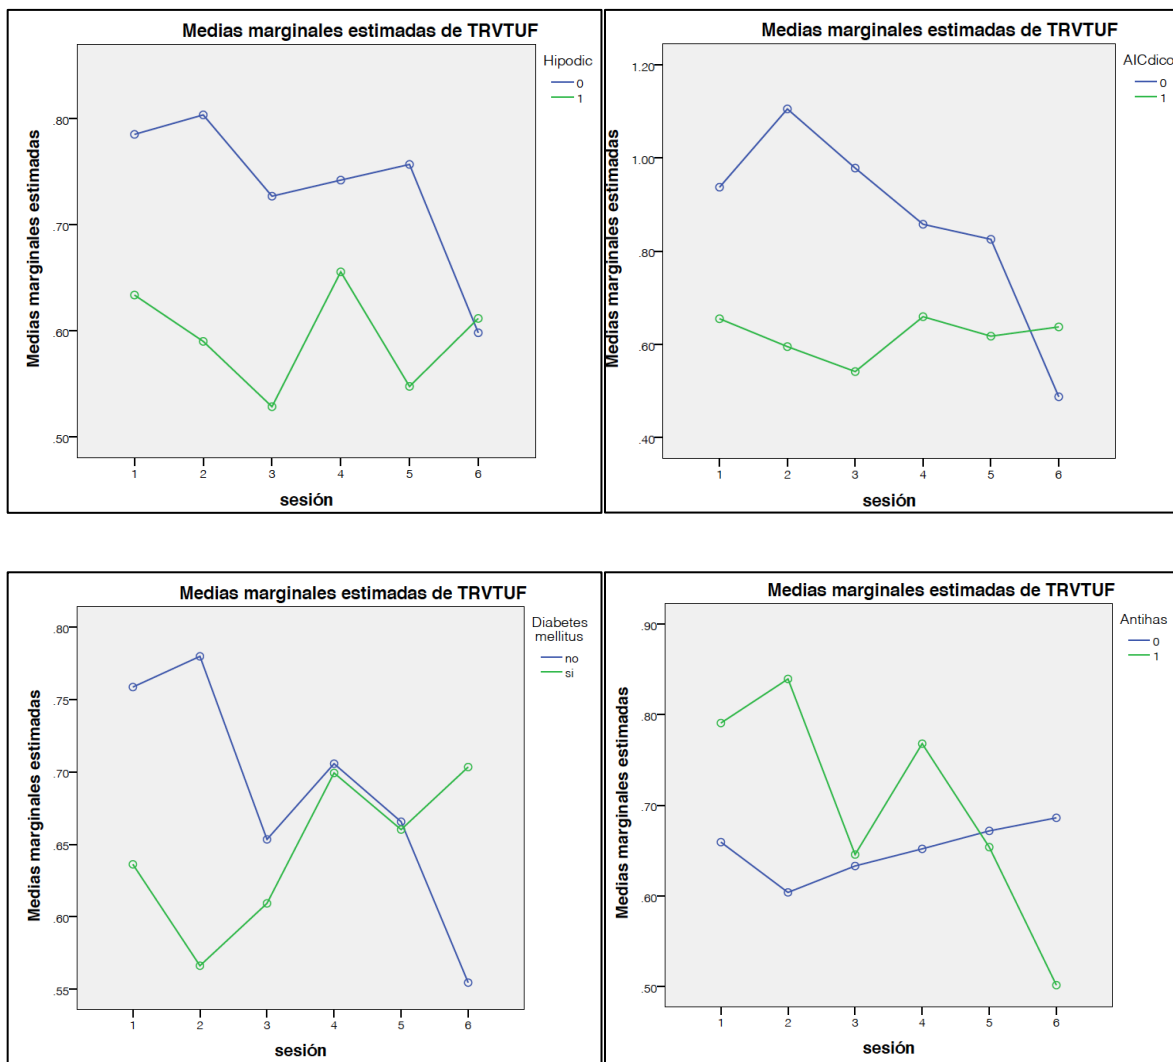 Medias marginales estimadas de TRVTUF
Hipodic
0
1
Medias marginales estimadas
.80
.70
.60
.50
1 2 3 4 5 6
sesión
Medias marginales estimadas de TRVTUF
AICdico
0
1
Medias marginales estimadas
1.20
1.00
.80
.60
.40
1 2 3 4 5 6
sesión
Medias marginales estimadas de TRVTUF
Diabetes
mellitus
no
si
Medias marginales estimadas
.80
.75
.70
.65
.60
.55
1 2 3 4 5 6
sesión
Medias marginales estimadas de TRVTUF
Antihas
0
1
Medias marginales estimadas
.90
.80
.70
.60
.50
1 2 3 4 5 6
sesión